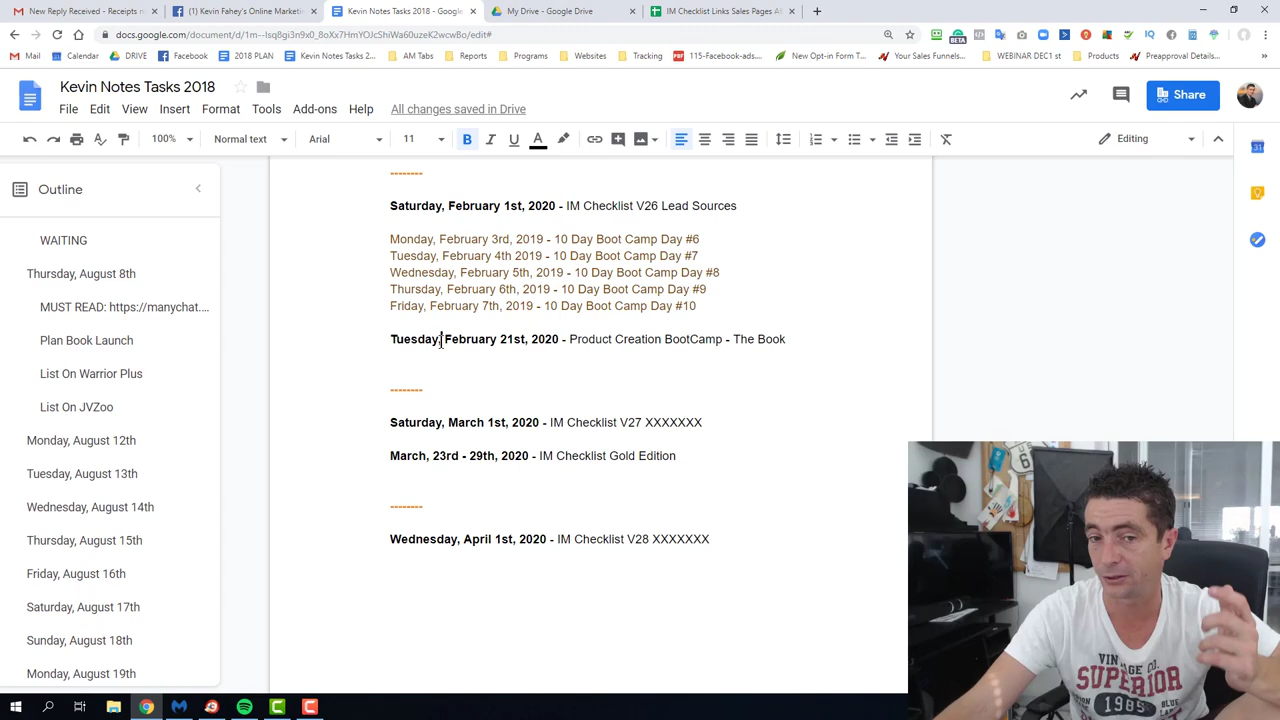 New Reply Received - Receipts n
(1) Kevin Fahey's Online Marketin
Kevin Notes Tasks 2018 - Google
My Drive - Google Drive
IM Checklist Links Sales Pages Af
Mail
Calendar
DRIVE
Facebook
2018 PLAN
Kevin Notes Tasks 2...
AM Tabs
Reports
Programs
Websites
Tracking
115-Facebook-ads-...
New Opt-in Form T...
Your Sales Funnels...
WEBINAR DEC1 st
Products
Preapproval Details...
BETA
Kevin Notes Tasks 2018
File Edit View Insert Format Tools Add-ons Help All changes saved in Drive
Share
100% Normal text Arial 11 B I U A Editing
Outline
WAITING
Thursday, August 8th
MUST READ: https://manychat....
Plan Book Launch
List On Warrior Plus
List On JVZoo
Monday, August 12th
Tuesday, August 13th
Wednesday, August 14th
Thursday, August 15th
Friday, August 16th
Saturday, August 17th
Sunday, August 18th
Monday, August 19th
--------
Saturday, February 1st, 2020 - IM Checklist V26 Lead Sources
Monday, February 3rd, 2019 - 10 Day Boot Camp Day #6
Tuesday, February 4th 2019 - 10 Day Boot Camp Day #7
Wednesday, February 5th, 2019 - 10 Day Boot Camp Day #8
Thursday, February 6th, 2019 - 10 Day Boot Camp Day #9
Friday, February 7th, 2019 - 10 Day Boot Camp Day #10
Tuesday, February 21st, 2020 - Product Creation BootCamp - The Book
--------
Saturday, March 1st, 2020 - IM Checklist V27 XXXXXXX
March, 23rd - 29th, 2020 - IM Checklist Gold Edition
--------
Wednesday, April 1st, 2020 - IM Checklist V28 XXXXXXX
31
6
SUPERIOR
1985